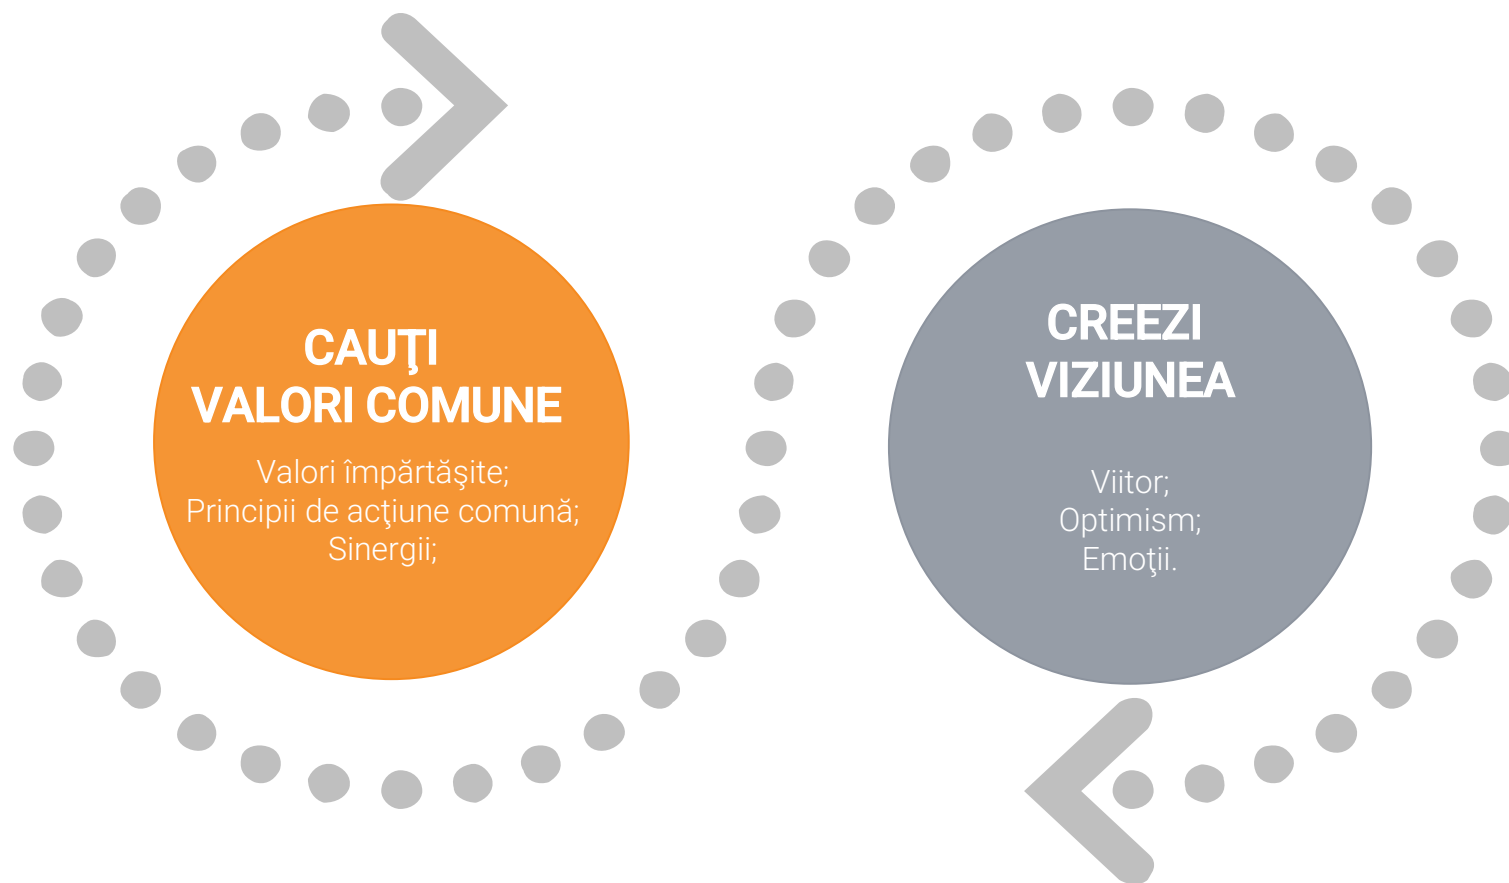 CAUŢI
VALORI COMUNE
Valori împărtăşite;
Principii de acţiune comună;
Sinergii;
CREEZI
VIZIUNEA
Viitor;
Optimism;
Emoţii.